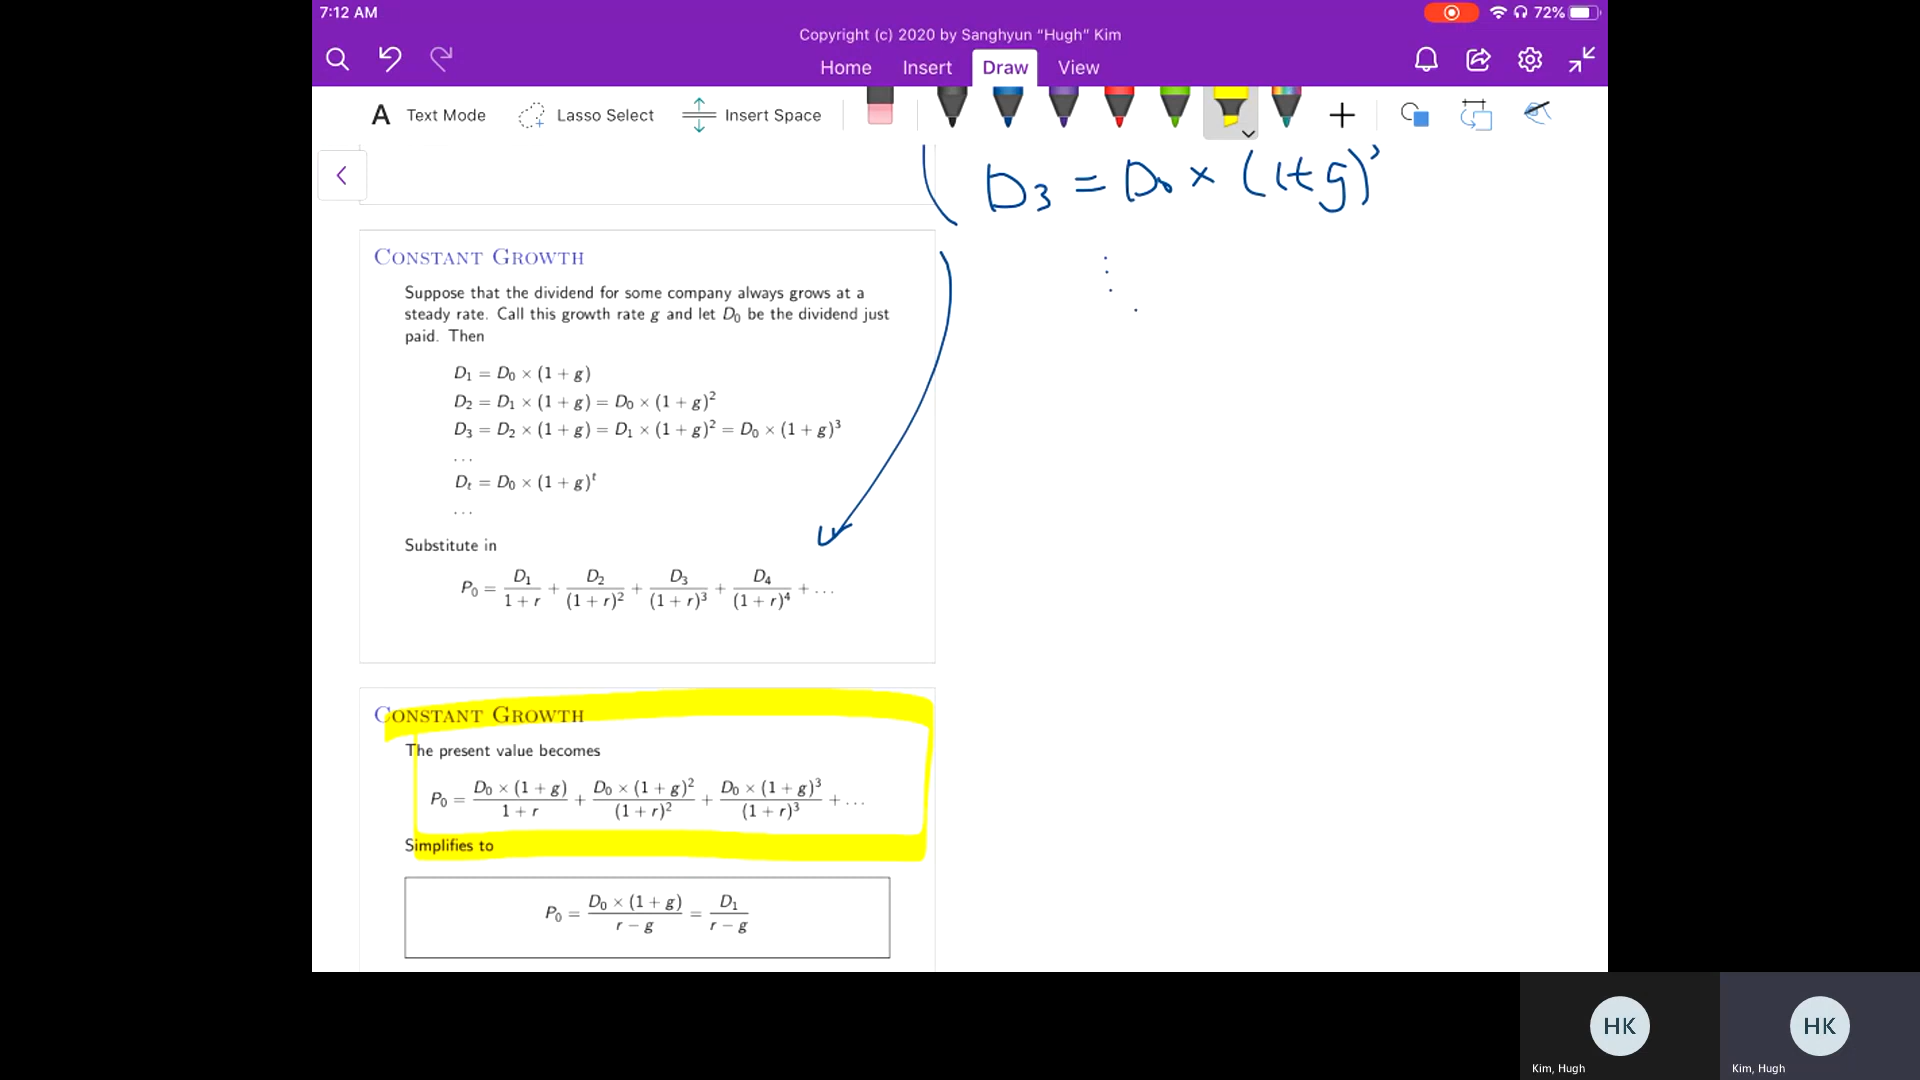 7:12 AM
72%
Copyright (c) 2020 by Sanghyun "Hugh" Kim
Home Insert Draw View
A Text Mode Lasso Select Insert Space
D₃ = D₀ × (1+g)³
⋮
CONSTANT GROWTH
Suppose that the dividend for some company always grows at a
steady rate. Call this growth rate g and let D₀ be the dividend just
paid. Then
D₁ = D₀ × (1 + g)
D₂ = D₁ × (1 + g) = D₀ × (1 + g)²
D₃ = D₂ × (1 + g) = D₁ × (1 + g)² = D₀ × (1 + g)³
...
Dₜ = D₀ × (1 + g)ᵗ
...
Substitute in
P₀ = D₁/(1 + r) + D₂/(1 + r)² + D₃/(1 + r)³ + D₄/(1 + r)⁴ + ...
CONSTANT GROWTH
The present value becomes
P₀ = D₀ × (1 + g)/(1 + r) + D₀ × (1 + g)²/(1 + r)² + D₀ × (1 + g)³/(1 + r)³ + ...
Simplifies to
P₀ = D₀ × (1 + g)/(r − g) = D₁/(r − g)
HK HK
Kim, Hugh Kim, Hugh